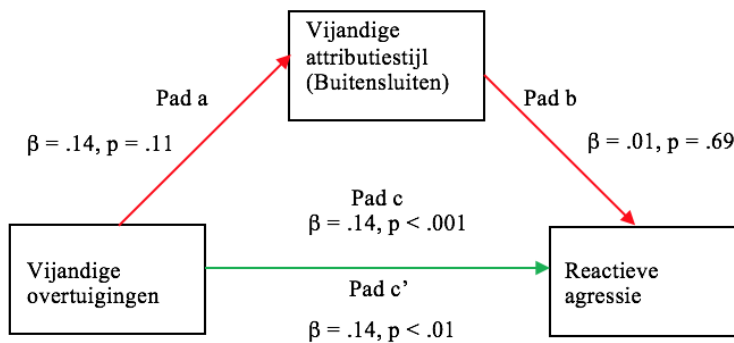 Vijandige
attributiestijl
(Buitensluiten)
Pad a
Pad b
β = .14, p = .11
β = .01, p = .69
Pad c
β = .14, p < .001
Vijandige
overtuigingen
Reactieve
agressie
Pad c’
β = .14, p < .01